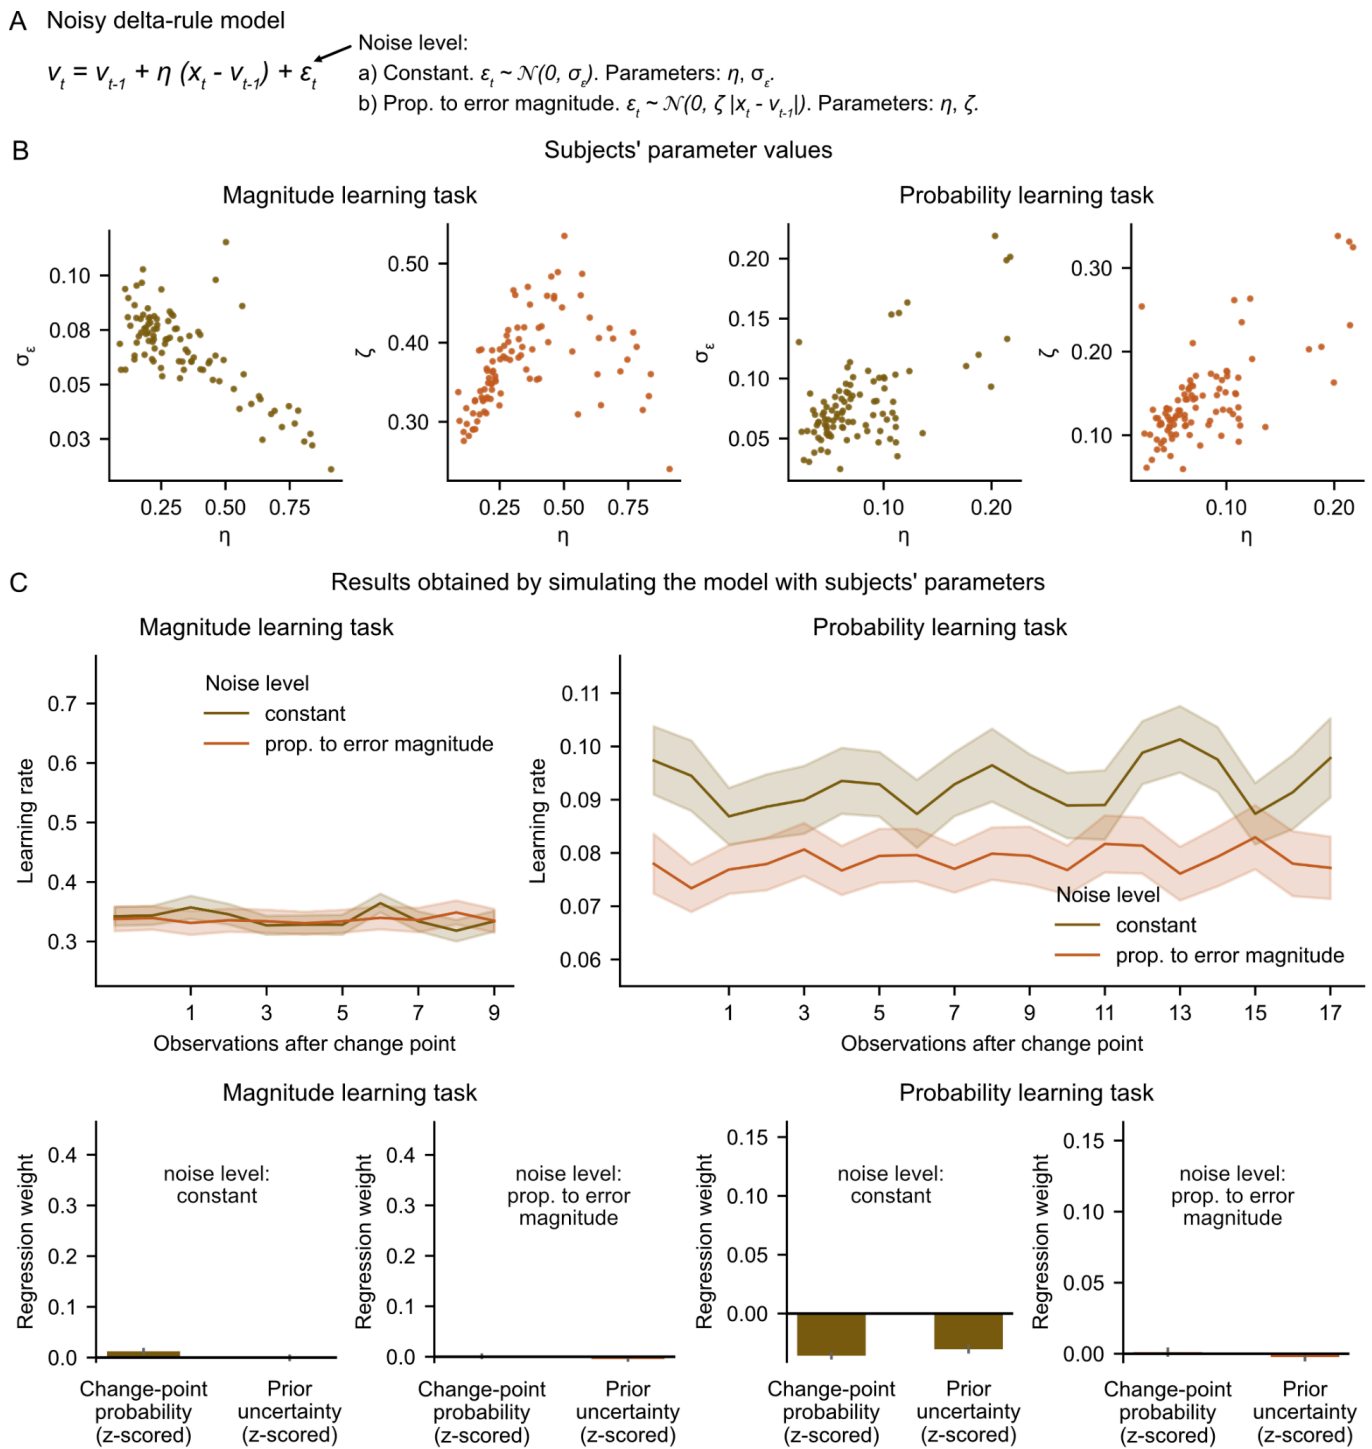 A Noisy delta-rule model
v_t = v_{t-1} + η (x_t - v_{t-1}) + ε_t
Noise level:
a) Constant. ε_t ~ 𝒩(0, σ_ε). Parameters: η, σ_ε.
b) Prop. to error magnitude. ε_t ~ 𝒩(0, ζ |x_t - v_{t-1}|). Parameters: η, ζ.
B Subjects' parameter values
Magnitude learning task
Probability learning task
σ_ε
0.10
0.08
0.05
0.03
0.25 0.50 0.75
η
ζ
0.50
0.40
0.30
0.25 0.50 0.75
η
σ_ε
0.20
0.15
0.10
0.05
0.10 0.20
η
ζ
0.30
0.20
0.10
0.10 0.20
η
C Results obtained by simulating the model with subjects' parameters
Magnitude learning task
Learning rate
0.7
0.6
0.5
0.4
0.3
Noise level
constant
prop. to error magnitude
1 3 5 7 9
Observations after change point
Probability learning task
Learning rate
0.11
0.10
0.09
0.08
0.07
0.06
Noise level
constant
prop. to error magnitude
1 3 5 7 9 11 13 15 17
Observations after change point
Magnitude learning task
Probability learning task
Regression weight
0.4
0.3
0.2
0.1
0.0
noise level:
constant
Change-point
probability
(z-scored)
Prior
uncertainty
(z-scored)
Regression weight
0.4
0.3
0.2
0.1
0.0
noise level:
prop. to error
magnitude
Change-point
probability
(z-scored)
Prior
uncertainty
(z-scored)
Regression weight
0.15
0.10
0.05
0.00
noise level:
constant
Change-point
probability
(z-scored)
Prior
uncertainty
(z-scored)
Regression weight
0.15
0.10
0.05
0.00
noise level:
prop. to error
magnitude
Change-point
probability
(z-scored)
Prior
uncertainty
(z-scored)